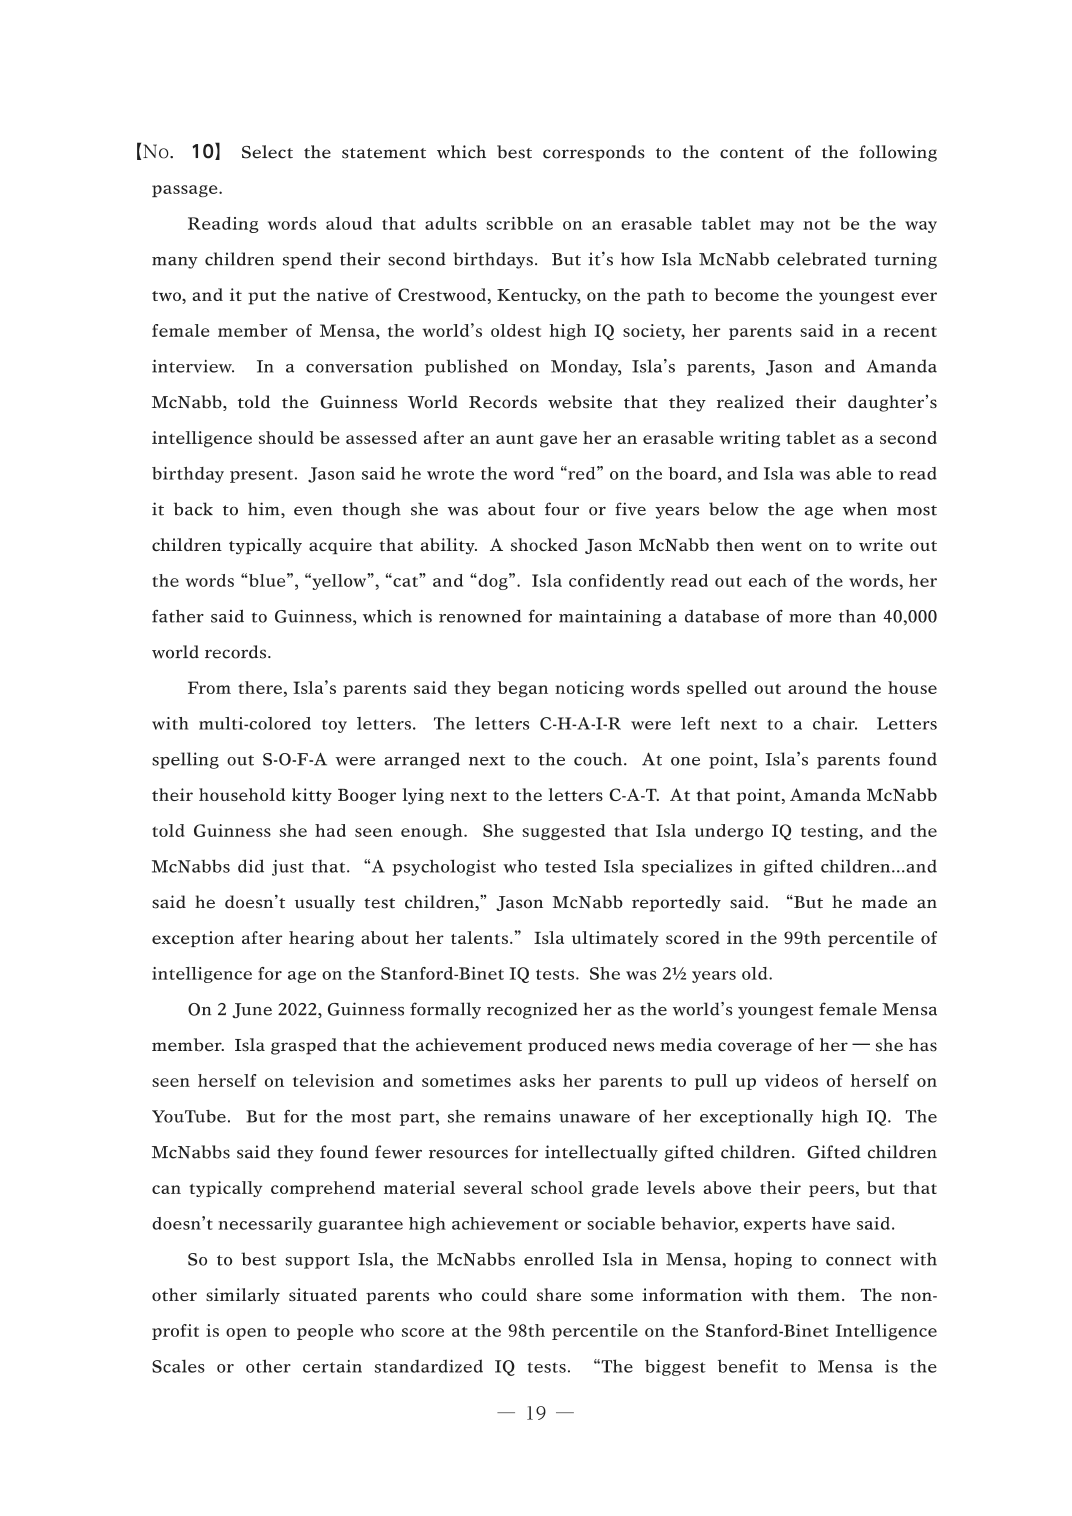 【No. 10】 Select the statement which best corresponds to the content of the following
passage.
Reading words aloud that adults scribble on an erasable tablet may not be the way
many children spend their second birthdays. But it’s how Isla McNabb celebrated turning
two, and it put the native of Crestwood, Kentucky, on the path to become the youngest ever
female member of Mensa, the world’s oldest high IQ society, her parents said in a recent
interview. In a conversation published on Monday, Isla’s parents, Jason and Amanda
McNabb, told the Guinness World Records website that they realized their daughter’s
intelligence should be assessed after an aunt gave her an erasable writing tablet as a second
birthday present. Jason said he wrote the word “red” on the board, and Isla was able to read
it back to him, even though she was about four or five years below the age when most
children typically acquire that ability. A shocked Jason McNabb then went on to write out
the words “blue”, “yellow”, “cat” and “dog”. Isla confidently read out each of the words, her
father said to Guinness, which is renowned for maintaining a database of more than 40,000
world records.
From there, Isla’s parents said they began noticing words spelled out around the house
with multi-colored toy letters. The letters C-H-A-I-R were left next to a chair. Letters
spelling out S-O-F-A were arranged next to the couch. At one point, Isla’s parents found
their household kitty Booger lying next to the letters C-A-T. At that point, Amanda McNabb
told Guinness she had seen enough. She suggested that Isla undergo IQ testing, and the
McNabbs did just that. “A psychologist who tested Isla specializes in gifted children...and
said he doesn’t usually test children,” Jason McNabb reportedly said. “But he made an
exception after hearing about her talents.” Isla ultimately scored in the 99th percentile of
intelligence for age on the Stanford-Binet IQ tests. She was 2½ years old.
On 2 June 2022, Guinness formally recognized her as the world’s youngest female Mensa
member. Isla grasped that the achievement produced news media coverage of her — she has
seen herself on television and sometimes asks her parents to pull up videos of herself on
YouTube. But for the most part, she remains unaware of her exceptionally high IQ. The
McNabbs said they found fewer resources for intellectually gifted children. Gifted children
can typically comprehend material several school grade levels above their peers, but that
doesn’t necessarily guarantee high achievement or sociable behavior, experts have said.
So to best support Isla, the McNabbs enrolled Isla in Mensa, hoping to connect with
other similarly situated parents who could share some information with them. The non-
profit is open to people who score at the 98th percentile on the Stanford-Binet Intelligence
Scales or other certain standardized IQ tests. “The biggest benefit to Mensa is the
— 19 —